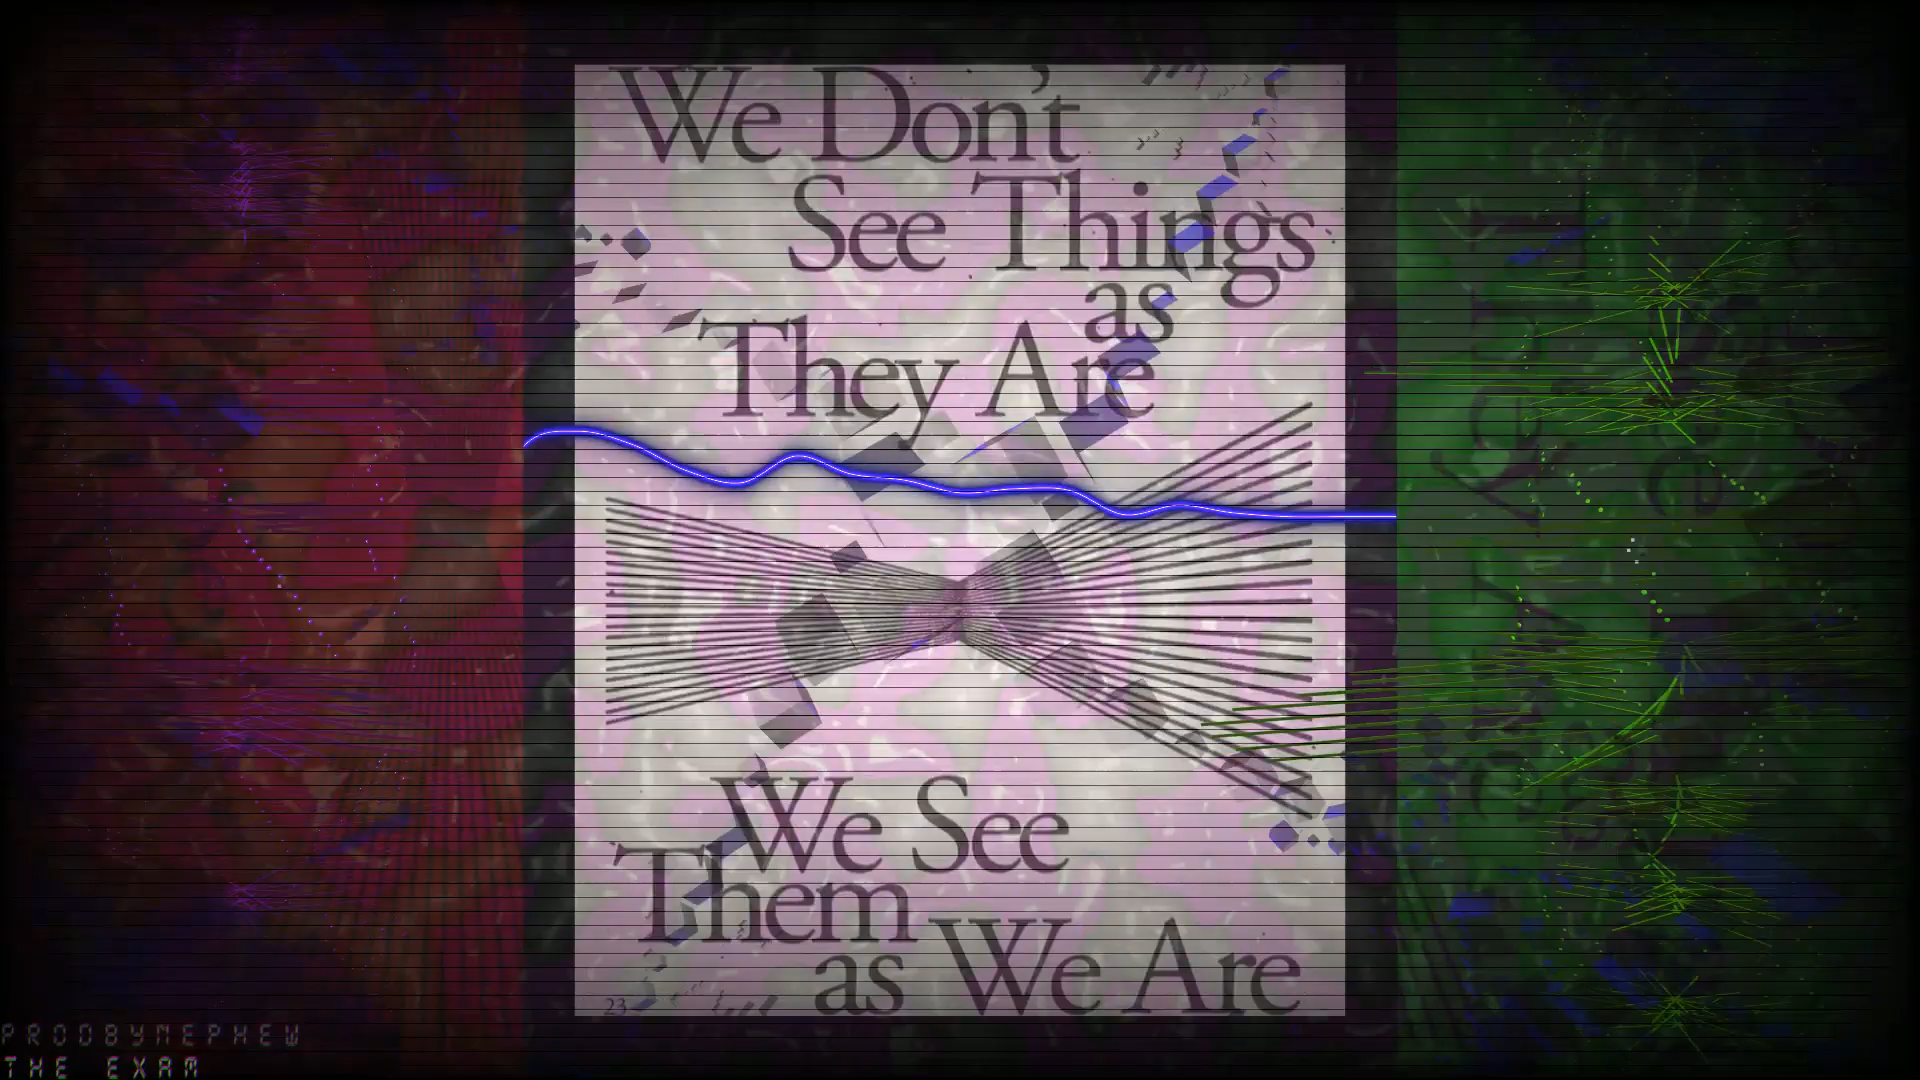 We Don't
See Things
as
They Are
We See
Them
as We Are
23
PRODBYNEPHEW
THE EXAM